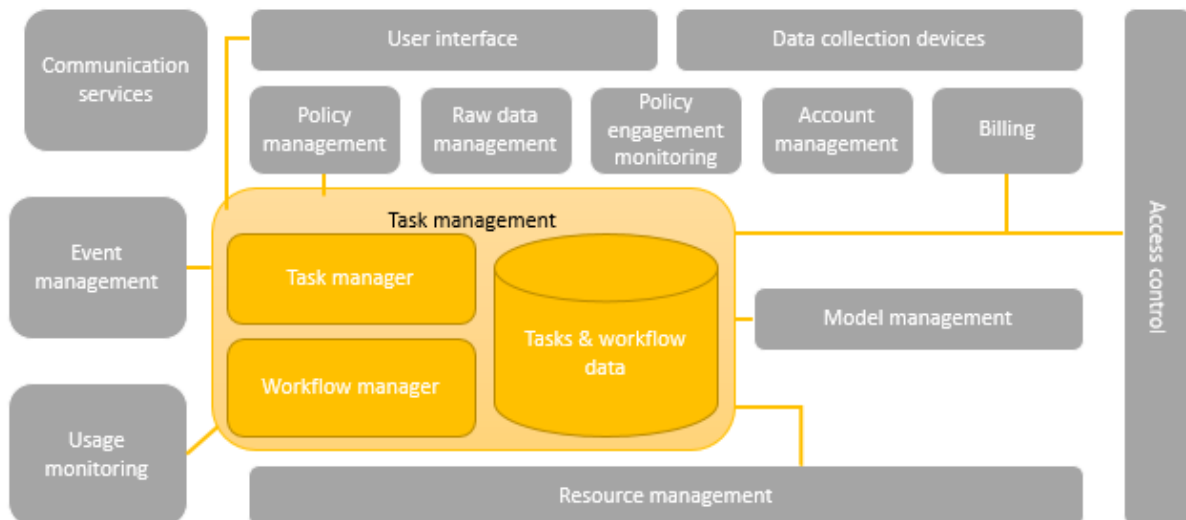 User interface
Data collection devices
Communication
services
Policy
management
Raw data
management
Policy
engagement
monitoring
Account
management
Billing
Access control
Task management
Event
management
Task manager
Tasks & workflow
data
Model management
Workflow manager
Usage
monitoring
Resource management